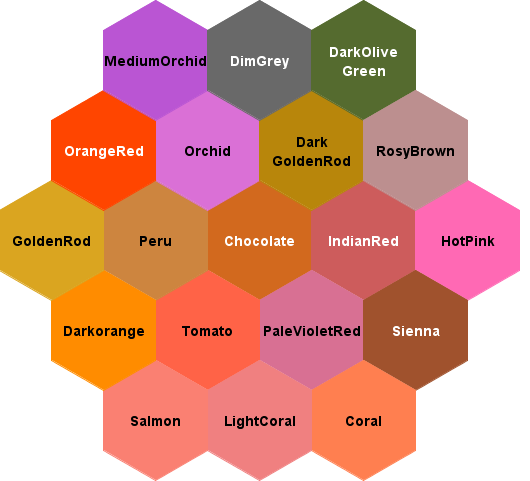 MediumOrchid
DimGrey
DarkOlive
Green
OrangeRed
Orchid
Dark
GoldenRod
RosyBrown
GoldenRod
Peru
Chocolate
IndianRed
HotPink
Darkorange
Tomato
PaleVioletRed
Sienna
Salmon
LightCoral
Coral